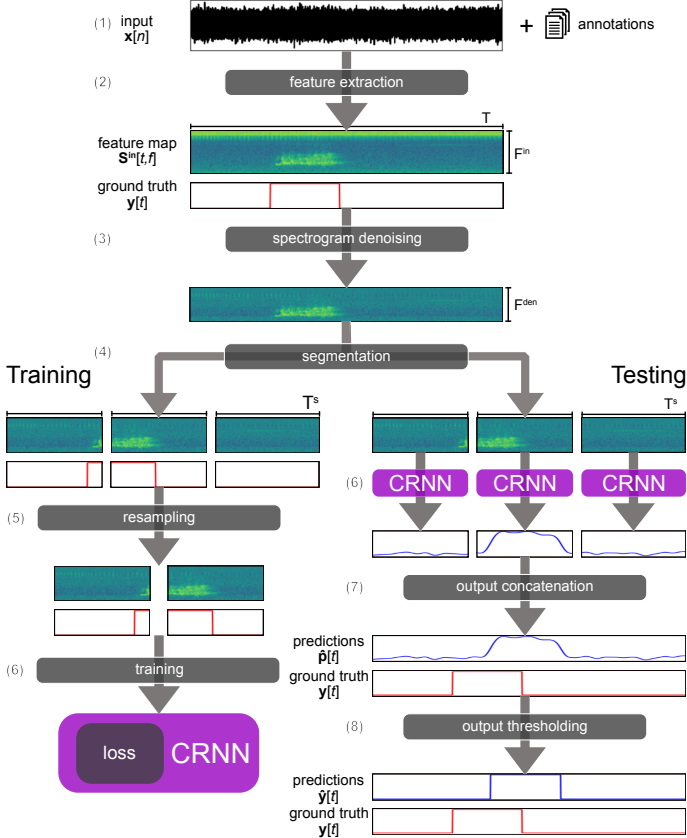 (1) input
x[n]
+ annotations
(2) feature extraction
T
feature map
Sⁱⁿ[t,f]
Fⁱⁿ
ground truth
y[t]
(3) spectrogram denoising
Fᵈᵉⁿ
(4) segmentation
Training
Testing
Tˢ
Tˢ
(6) CRNN CRNN CRNN
(5) resampling
(7) output concatenation
predictions
p̂[t]
ground truth
y[t]
(6) training
loss CRNN
(8) output thresholding
predictions
ŷ[t]
ground truth
y[t]